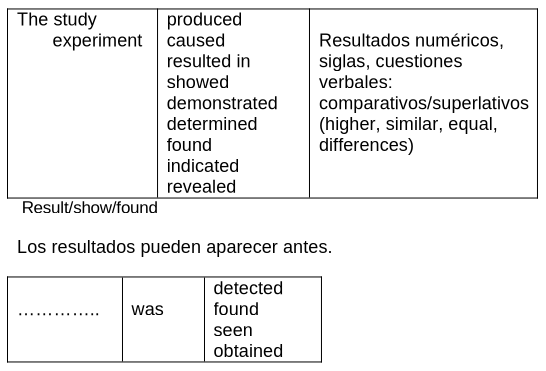 The study
experiment
produced
caused
resulted in
showed
demonstrated
determined
found
indicated
revealed
Resultados numéricos,
siglas, cuestiones
verbales:
comparativos/superlativos
(higher, similar, equal,
differences)
Result/show/found
Los resultados pueden aparecer antes.
…………..
was
detected
found
seen
obtained